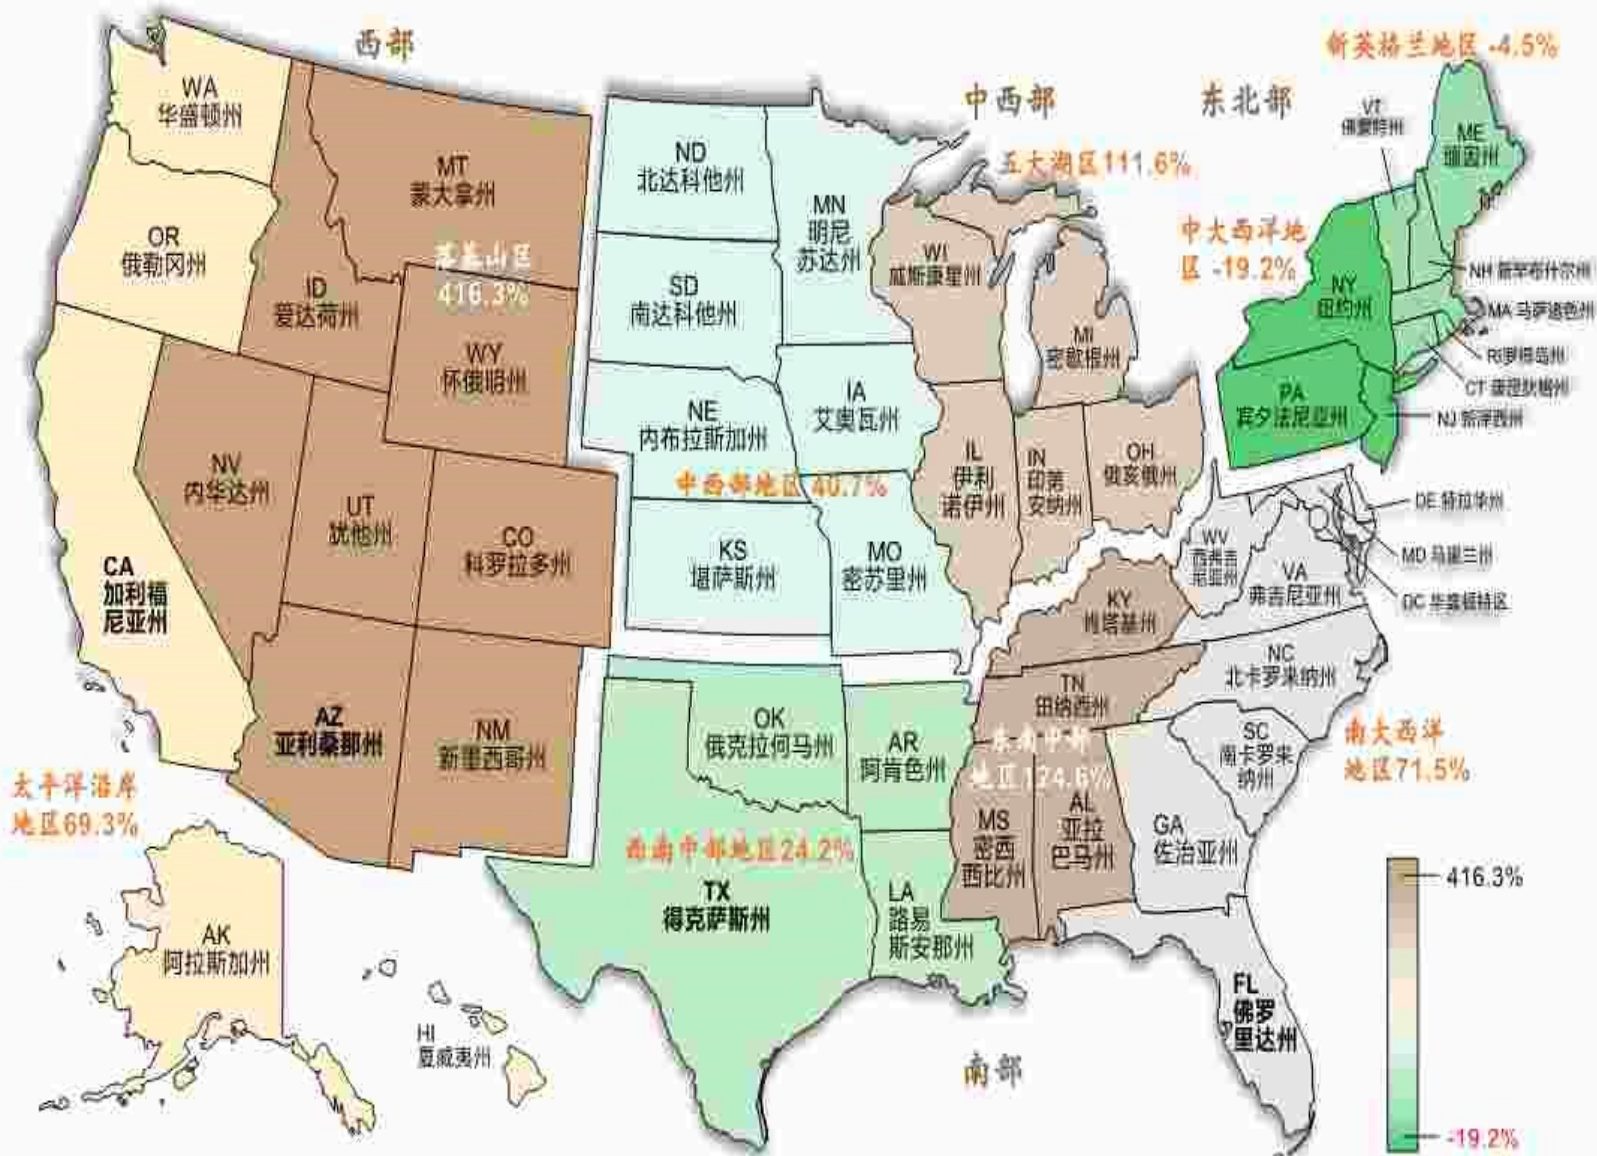 西部
中西部
东北部
新英格兰地区 -4.5%
WA
华盛顿州
MT
蒙大拿州
ND
北达科他州
MN
明尼
苏达州
五大湖区111.6%
VT
佛蒙特州
ME
缅因州
OR
俄勒冈州
ID
爱达荷州
落基山区
416.3%
SD
南达科他州
WI
威斯康星州
MI
密歇根州
中大西洋地
区 -19.2%
NY
纽约州
NH 新罕布什尔州
MA 马萨诸色州
RI罗得岛州
CT 康涅狄格州
NJ 新泽西州
WY
怀俄明州
NE
内布拉斯加州
IA
艾奥瓦州
PA
宾夕法尼亚州
NV
内华达州
UT
犹他州
CO
科罗拉多州
中西部地区 40.7%
KS
堪萨斯州
MO
密苏里州
IL
伊利
诺伊州
IN
印第
安纳州
OH
俄亥俄州
WV
西弗吉
尼亚州
VA
弗吉尼亚州
DE 特拉华州
MD 马里兰州
DC 华盛顿特区
CA
加利福
尼亚州
KY
肯塔基州
AZ
亚利桑那州
NM
新墨西哥州
OK
俄克拉何马州
AR
阿肯色州
TN
田纳西州
NC
北卡罗来纳州
SC
南卡罗来
纳州
南大西洋
地区71.5%
东南中部
地区124.6%
太平洋沿岸
地区69.3%
西南中部地区24.2%
TX
得克萨斯州
LA
路易
斯安那州
MS
密西
西比州
AL
亚拉
巴马州
GA
佐治亚州
FL
佛罗
里达州
AK
阿拉斯加州
HI
夏威夷州
南部
416.3%
-19.2%